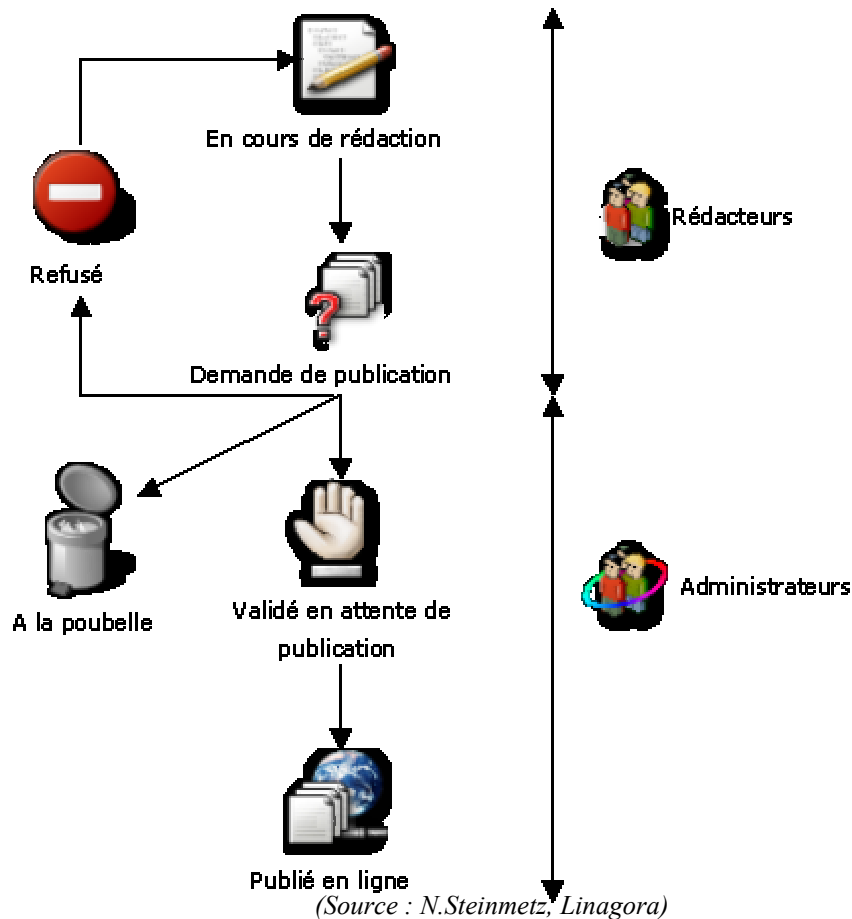 En cours de rédaction
Rédacteurs
Refusé
Demande de publication
A la poubelle
Validé en attente de
publication
Administrateurs
Publié en ligne
(Source : N.Steinmetz, Linagora)